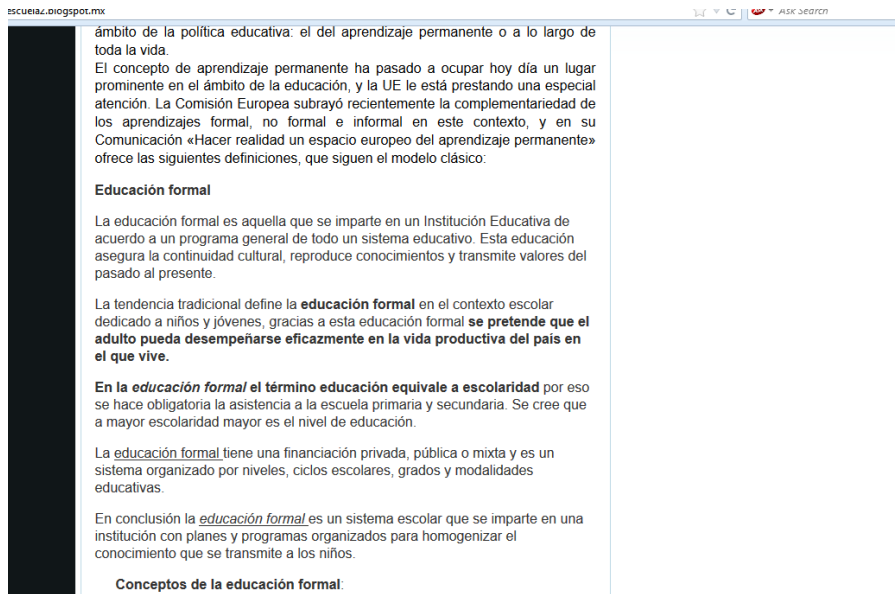 escuela2.blogspot.mx
Ask Search
ámbito de la política educativa: el del aprendizaje permanente o a lo largo de
toda la vida.
El concepto de aprendizaje permanente ha pasado a ocupar hoy día un lugar
prominente en el ámbito de la educación, y la UE le está prestando una especial
atención. La Comisión Europea subrayó recientemente la complementariedad de
los aprendizajes formal, no formal e informal en este contexto, y en su
Comunicación «Hacer realidad un espacio europeo del aprendizaje permanente»
ofrece las siguientes definiciones, que siguen el modelo clásico:
Educación formal
La educación formal es aquella que se imparte en un Institución Educativa de
acuerdo a un programa general de todo un sistema educativo. Esta educación
asegura la continuidad cultural, reproduce conocimientos y transmite valores del
pasado al presente.
La tendencia tradicional define la educación formal en el contexto escolar
dedicado a niños y jóvenes, gracias a esta educación formal se pretende que el
adulto pueda desempeñarse eficazmente en la vida productiva del país en
el que vive.
En la educación formal el término educación equivale a escolaridad por eso
se hace obligatoria la asistencia a la escuela primaria y secundaria. Se cree que
a mayor escolaridad mayor es el nivel de educación.
La educación formal tiene una financiación privada, pública o mixta y es un
sistema organizado por niveles, ciclos escolares, grados y modalidades
educativas.
En conclusión la educación formal es un sistema escolar que se imparte en una
institución con planes y programas organizados para homogenizar el
conocimiento que se transmite a los niños.
Conceptos de la educación formal: